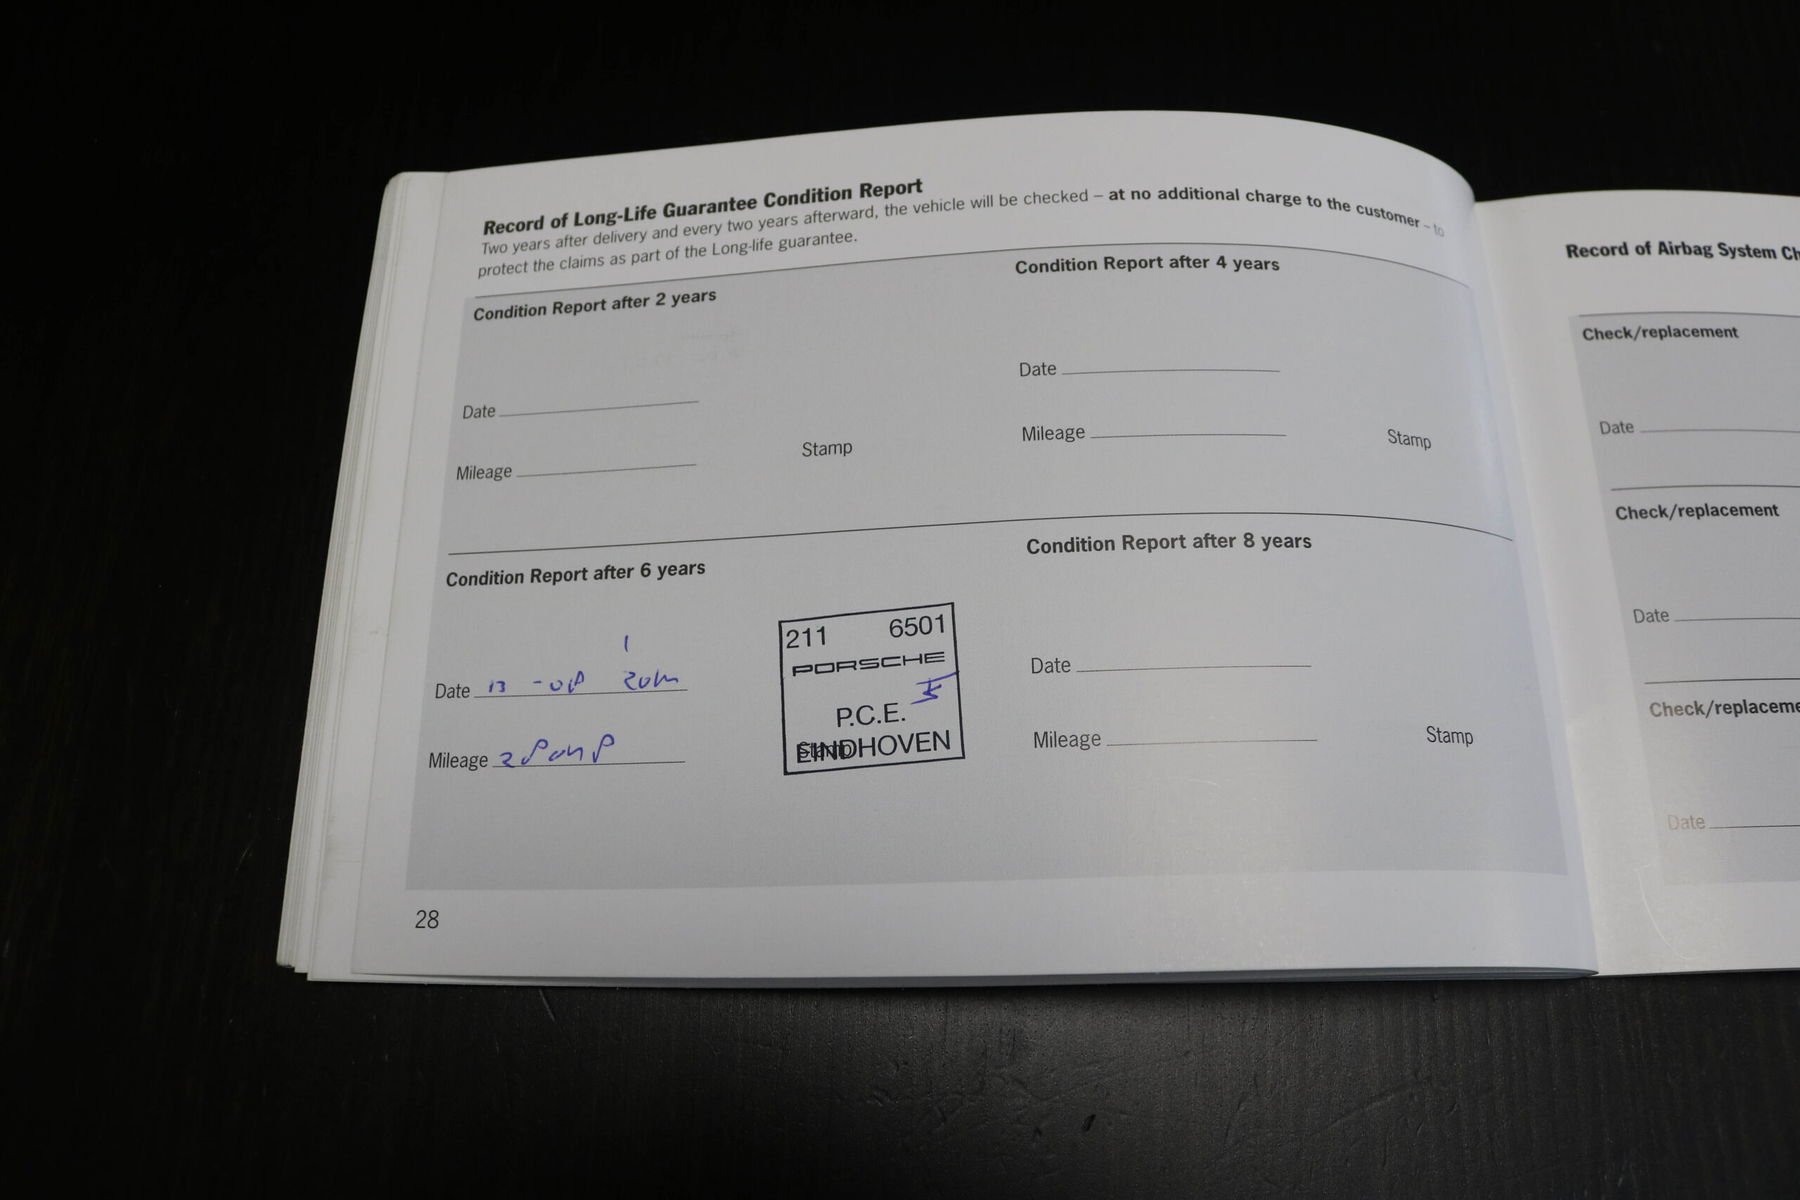 Record of Long-Life Guarantee Condition Report
Two years after delivery and every two years afterward, the vehicle will be checked – at no additional charge to the customer – to
protect the claims as part of the Long-life guarantee.
Condition Report after 2 years
Date
Mileage
Stamp
Condition Report after 4 years
Date
Mileage
Stamp
Condition Report after 6 years
Date 13
Mileage
211 6501
PORSCHE
P.C.E.
EINDHOVEN
Stamp
Condition Report after 8 years
Date
Mileage
Stamp
28
Record of Airbag System
Check/replacement
Date
Check/replacement
Date
Date